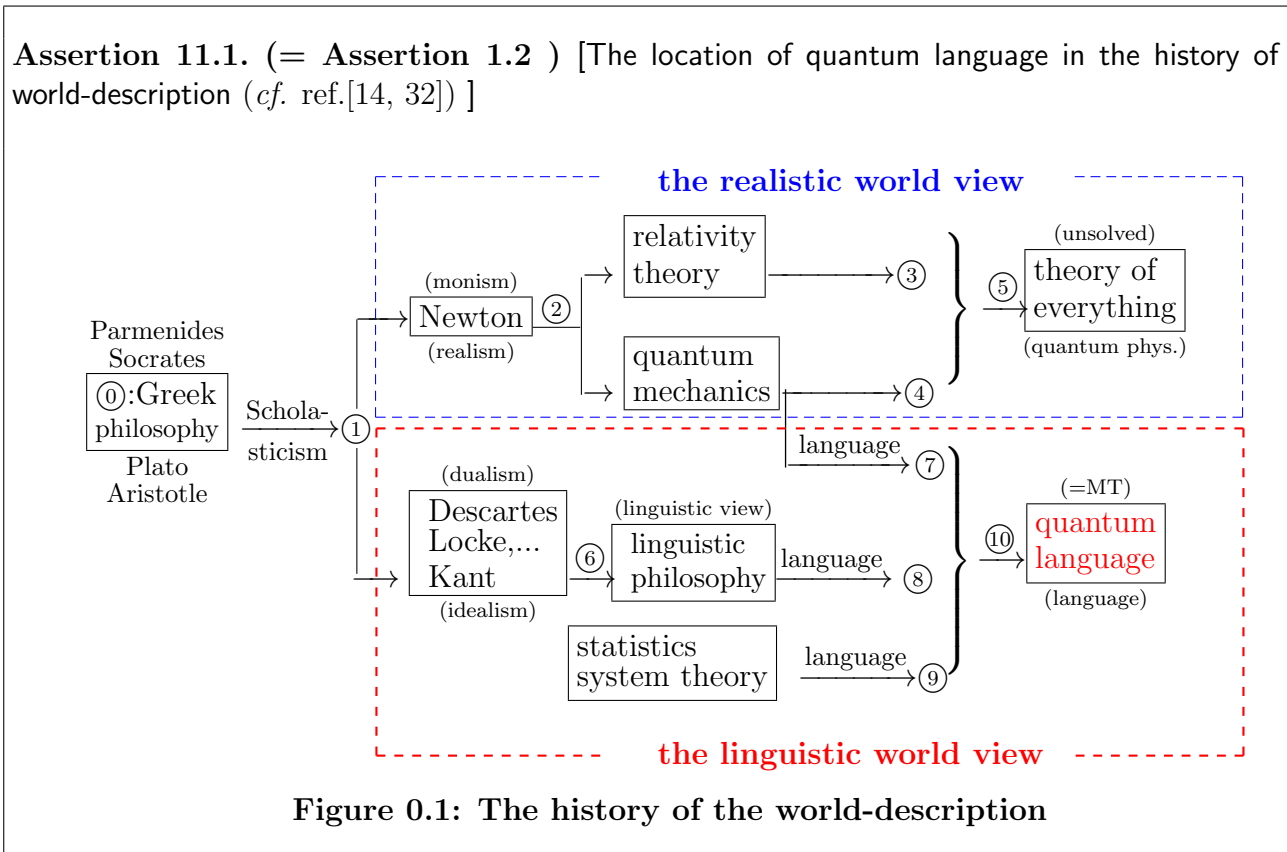 Assertion 11.1. (= Assertion 1.2 ) [The location of quantum language in the history of
world-description (cf. ref.[14, 32]) ]
the realistic world view
Parmenides
Socrates
⓪:Greek
philosophy
Plato
Aristotle
Schola-
sticism
①
(monism)
Newton
(realism)
②
relativity
theory
③
quantum
mechanics
④
⑤
(unsolved)
theory of
everything
(quantum phys.)
language
⑦
(dualism)
Descartes
Locke,...
Kant
(idealism)
⑥
(linguistic view)
linguistic
philosophy
language
⑧
statistics
system theory
language
⑨
⑩
(=MT)
quantum
language
(language)
the linguistic world view
Figure 0.1: The history of the world-description